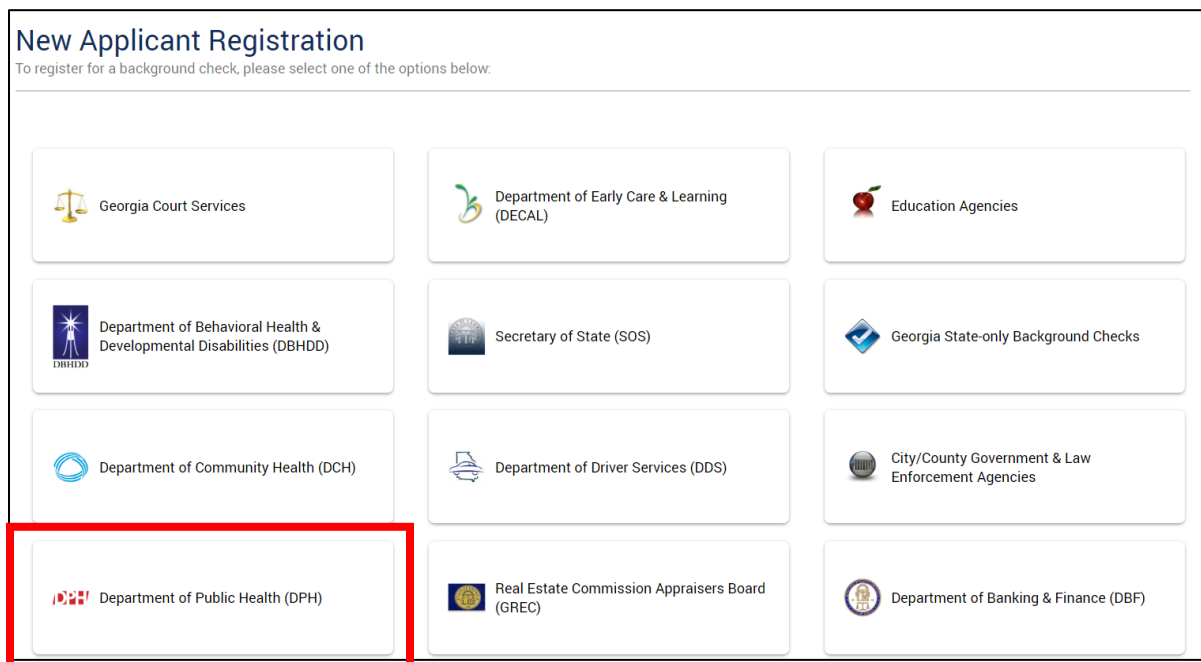 New Applicant Registration
To register for a background check, please select one of the options below:
Georgia Court Services
Department of Early Care & Learning
(DECAL)
Education Agencies
DBHDD
Department of Behavioral Health &
Developmental Disabilities (DBHDD)
Secretary of State (SOS)
Georgia State-only Background Checks
Department of Community Health (DCH)
Department of Driver Services (DDS)
City/County Government & Law
Enforcement Agencies
DPH
Department of Public Health (DPH)
Real Estate Commission Appraisers Board
(GREC)
Department of Banking & Finance (DBF)